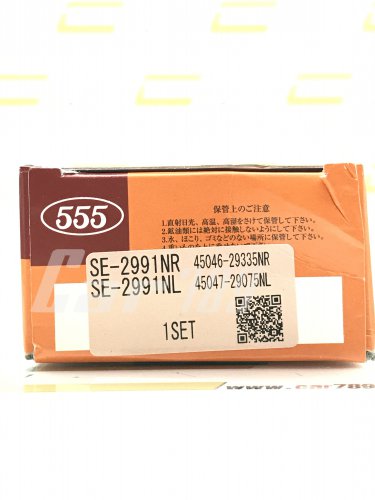 555
保管上のご注意
1.直射日光、高温、高湿をさけて保管して下さい。
2.鉱油類には絶対に接触しないようにして下さい。
3.水、ほこり、ゴミなどのない場所に保管して下さい。
SE-2991NR 45046-29335NR
SE-2991NL 45047-29075NL
1SET